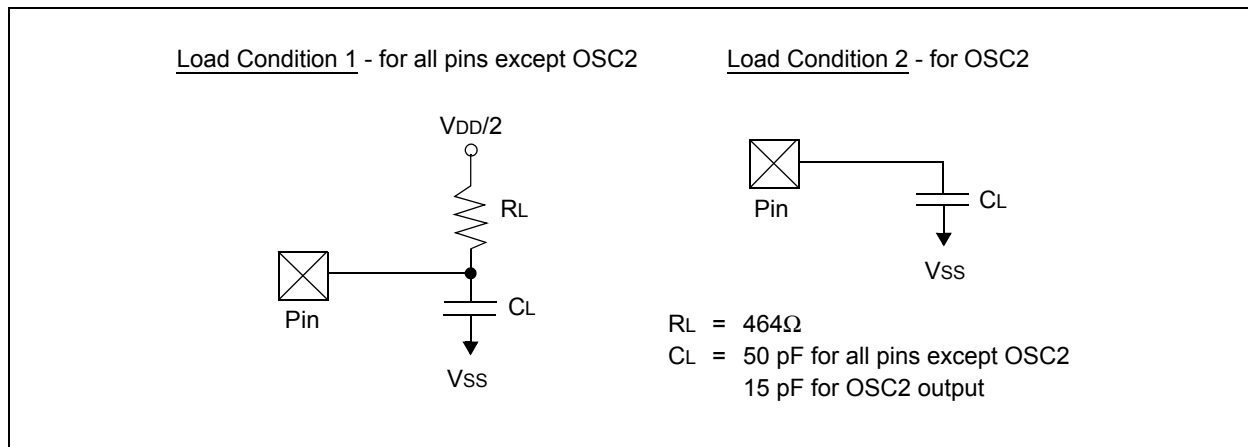 Load Condition 1 - for all pins except OSC2
VDD/2
RL
Pin
CL
VSS
Load Condition 2 - for OSC2
Pin
CL
VSS
RL = 464Ω
CL = 50 pF for all pins except OSC2
15 pF for OSC2 output